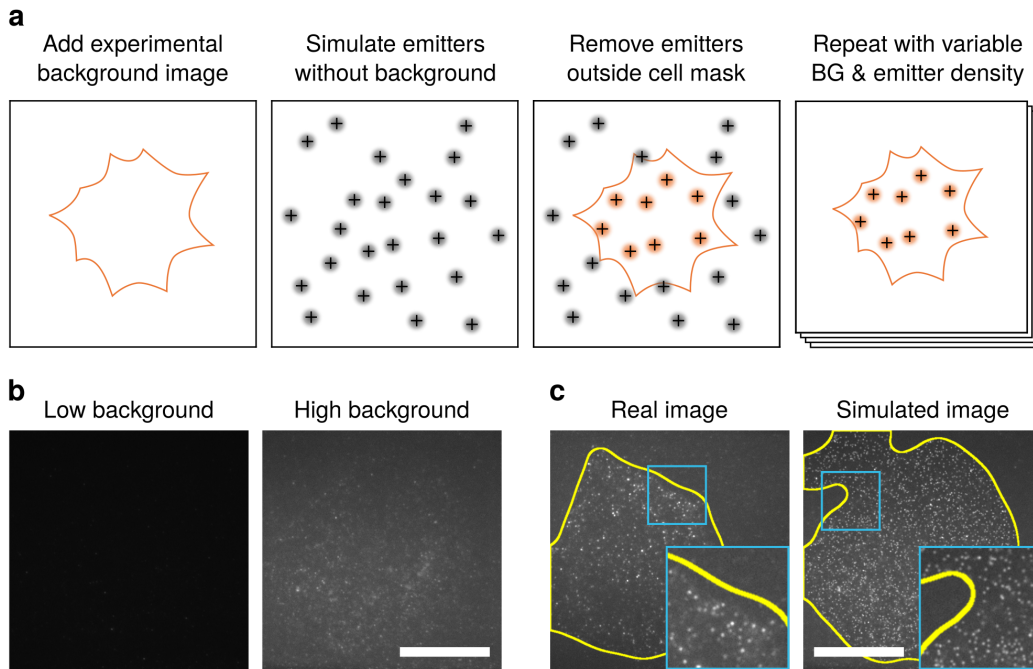 a
Add experimental
background image
Simulate emitters
without background
Remove emitters
outside cell mask
Repeat with variable
BG & emitter density
b
Low background
High background
c
Real image
Simulated image